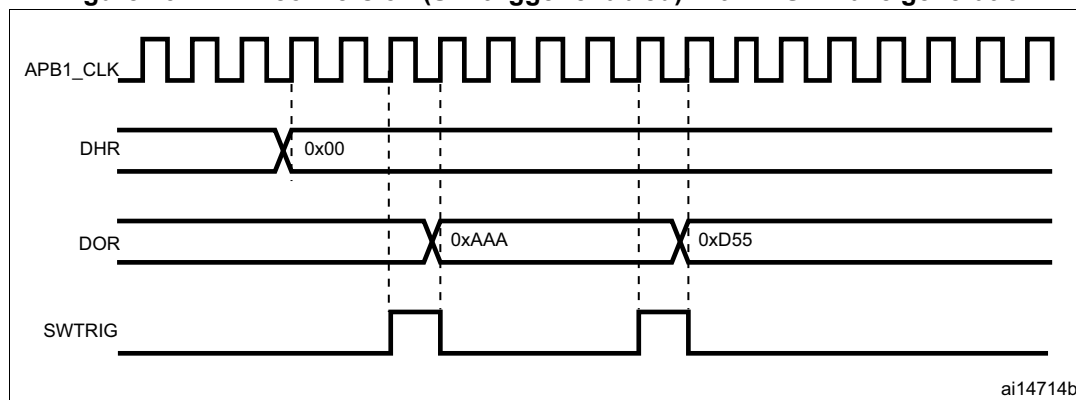 APB1_CLK
DHR
0x00
DOR
0xAAA
0xD55
SWTRIG
ai14714b